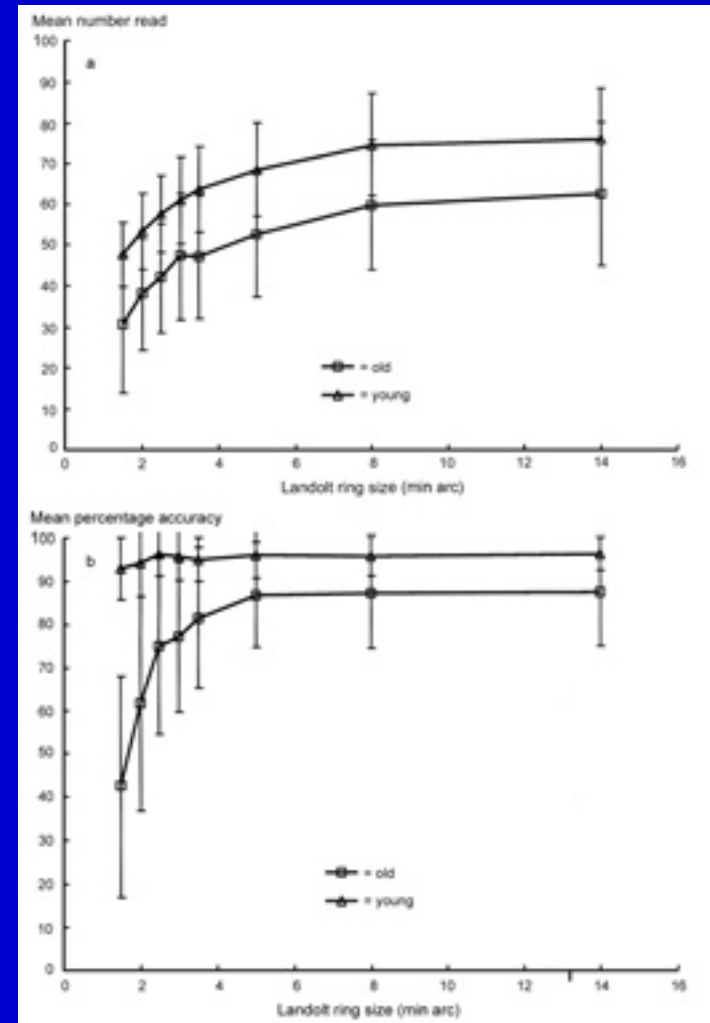 Mean number read
100
a
90
80
70
60
50
40
30
20
10
0
= old
= young
0 2 4 6 8 10 12 14 16
Landolt ring size (min arc)
Mean percentage accuracy
100
b
90
80
70
60
50
40
30
20
10
0
= old
= young
0 2 4 6 8 10 12 14 16
Landolt ring size (min arc)